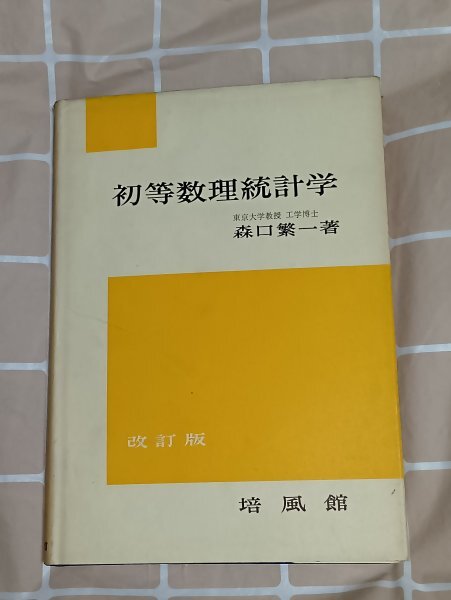 初等数理統計学
東京大学教授 工学博士
森口繁一著
改訂版
培風館